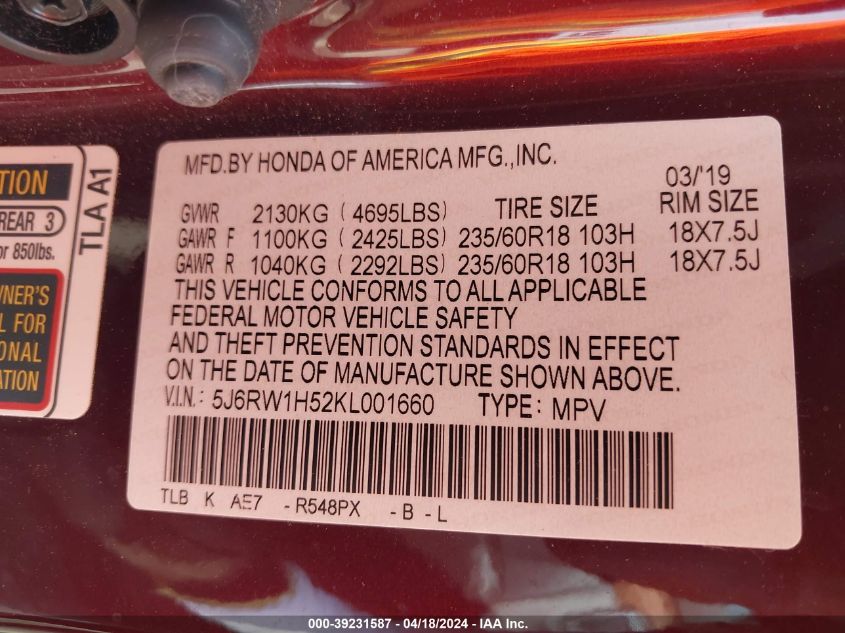 TION
REAR 3
or 850lbs.
NER'S
L FOR
ONAL
ATION
TLA A1
MFD.BY HONDA OF AMERICA MFG.,INC.
03/'19
GVWR 2130KG ( 4695LBS) TIRE SIZE RIM SIZE
GAWR F 1100KG ( 2425LBS) 235/60R18 103H 18X7.5J
GAWR R 1040KG ( 2292LBS) 235/60R18 103H 18X7.5J
THIS VEHICLE CONFORMS TO ALL APPLICABLE
FEDERAL MOTOR VEHICLE SAFETY
AND THEFT PREVENTION STANDARDS IN EFFECT
ON THE DATE OF MANUFACTURE SHOWN ABOVE.
V.I.N.: 5J6RW1H52KL001660 TYPE: MPV
TLB K AE7 - R548PX - B - L
000-39231587 - 04/18/2024 - IAA Inc.